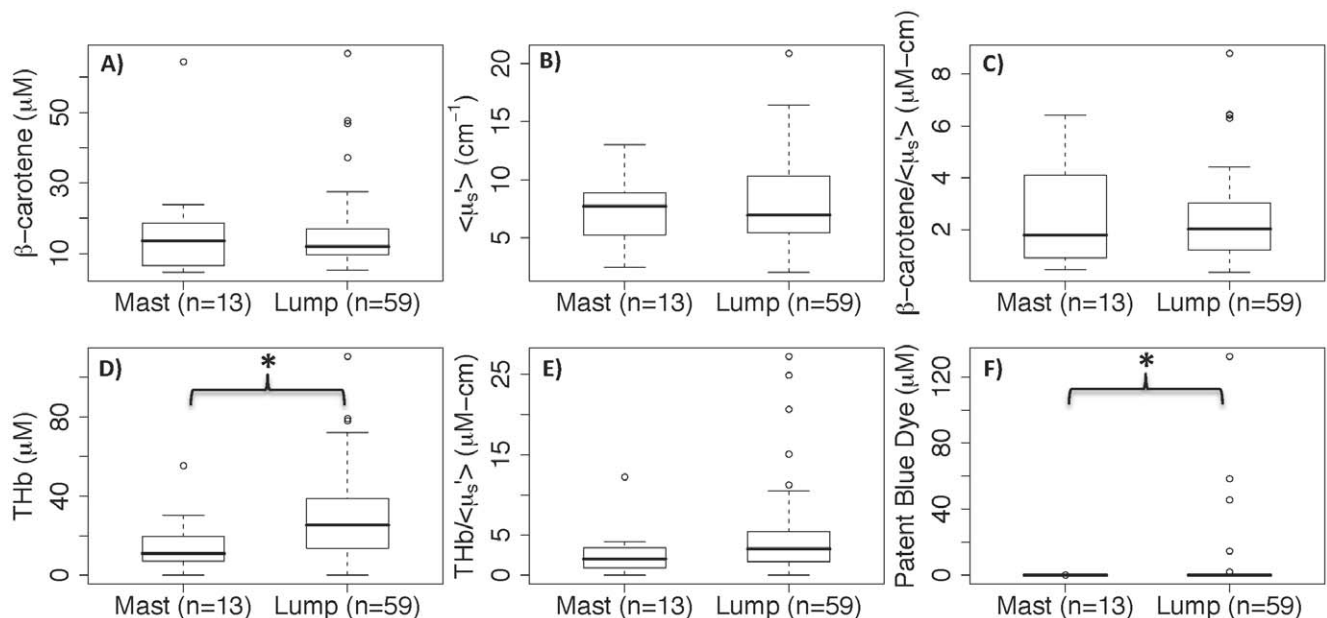 A)
β-carotene (μM)
10
30
50
Mast (n=13)
Lump (n=59)
B)
<μs'> (cm⁻¹)
5
10
15
20
Mast (n=13)
Lump (n=59)
C)
β-carotene/<μs'> (μM−cm)
2
4
6
8
Mast (n=13)
Lump (n=59)
D)
*
THb (μM)
0
40
80
Mast (n=13)
Lump (n=59)
E)
THb/<μs'> (μM−cm)
0
5
15
25
Mast (n=13)
Lump (n=59)
F)
*
Patent Blue Dye (μM)
0
40
80
120
Mast (n=13)
Lump (n=59)